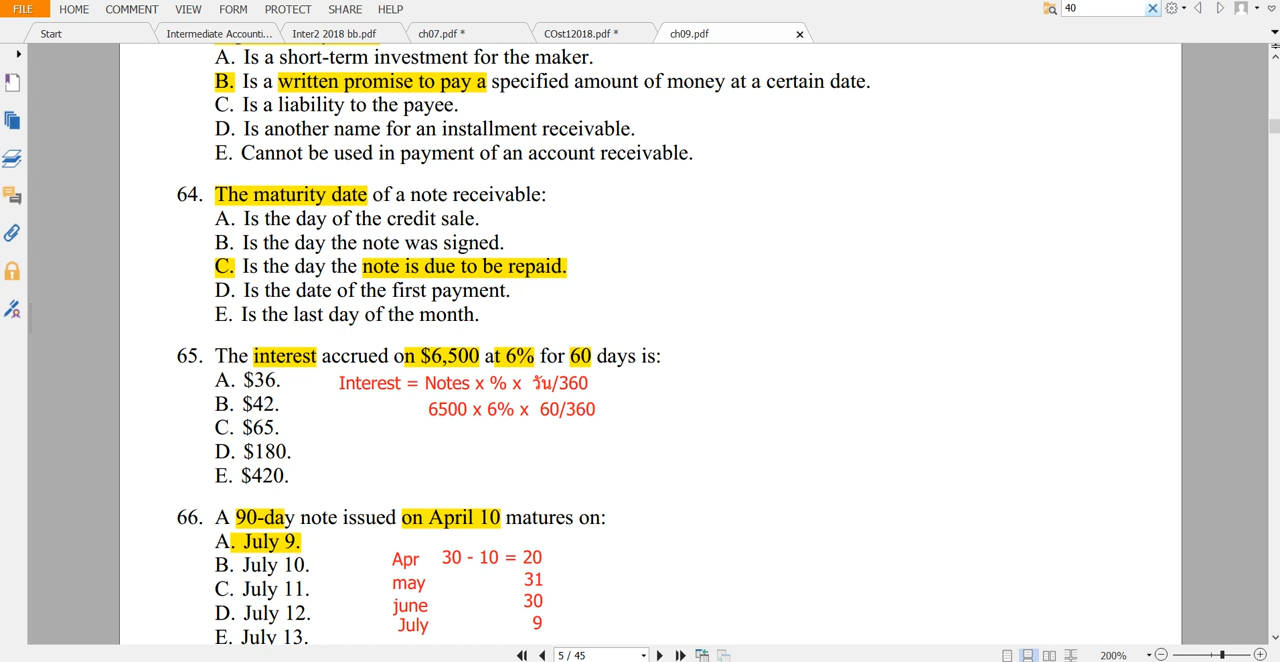 FILE HOME COMMENT VIEW FORM PROTECT SHARE HELP 40
Start Intermediate Accounti... Inter2 2018 bb.pdf ch07.pdf * COst12018.pdf * ch09.pdf
A. Is a short-term investment for the maker.
B. Is a written promise to pay a specified amount of money at a certain date.
C. Is a liability to the payee.
D. Is another name for an installment receivable.
E. Cannot be used in payment of an account receivable.
64. The maturity date of a note receivable:
A. Is the day of the credit sale.
B. Is the day the note was signed.
C. Is the day the note is due to be repaid.
D. Is the date of the first payment.
E. Is the last day of the month.
65. The interest accrued on $6,500 at 6% for 60 days is:
A. $36.
Interest = Notes x % x วัน/360
B. $42.
6500 x 6% x 60/360
C. $65.
D. $180.
E. $420.
66. A 90-day note issued on April 10 matures on:
A. July 9.
Apr 30 - 10 = 20
B. July 10.
may 31
C. July 11.
june 30
D. July 12.
July 9
E. July 13.
5 / 45 200%